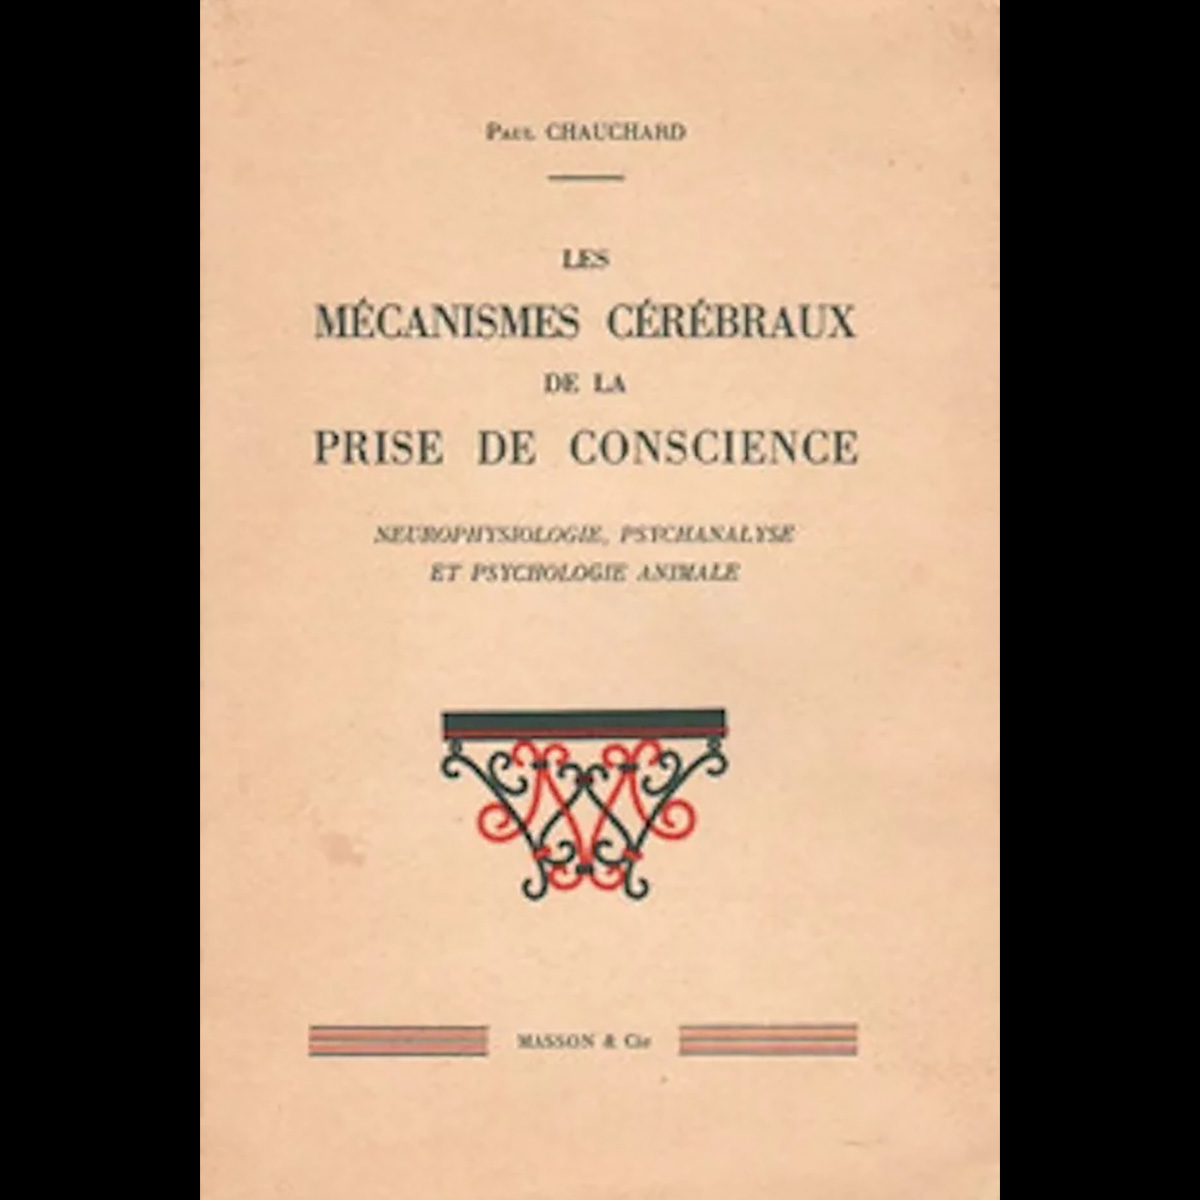 PAUL CHAUCHARD
LES
MÉCANISMES CÉRÉBRAUX
DE LA
PRISE DE CONSCIENCE
NEUROPHYSIOLOGIE, PSYCHANALYSE
ET PSYCHOLOGIE ANIMALE
MASSON & Cie